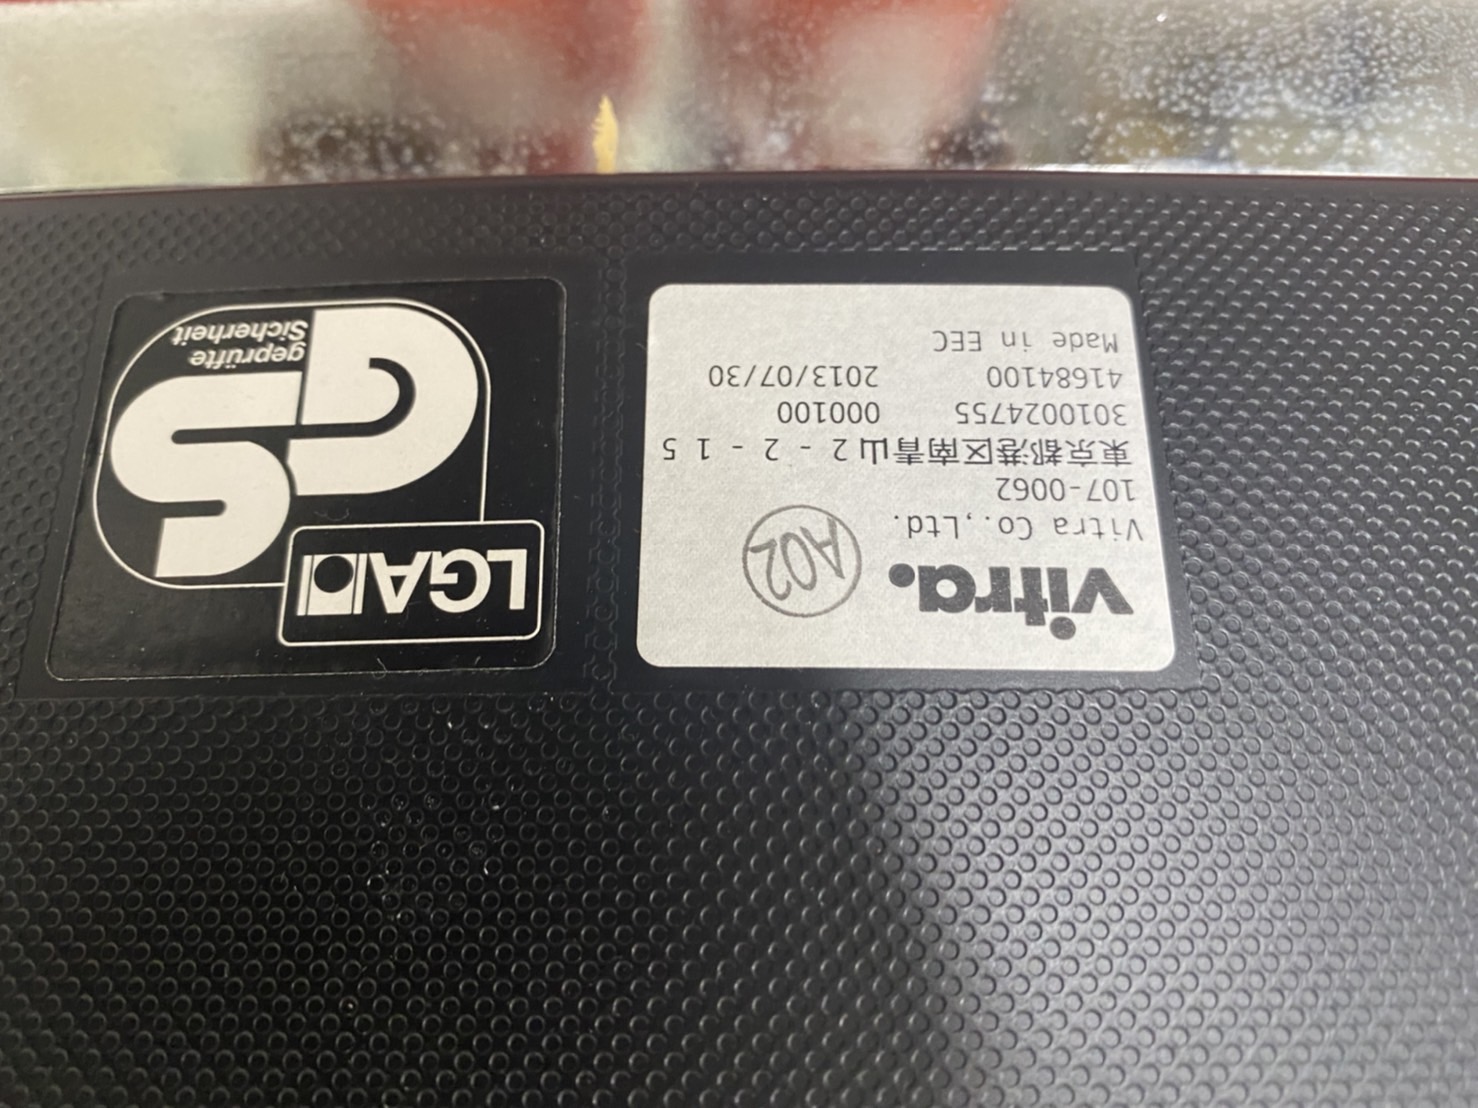 vitra.
A02
Vitra Co.,Ltd.
107-0062
東京都港区南青山2-2-15
3010024755 000100
41684100 2013/07/30
Made in EEC
LGA
GS
geprüfte
Sicherheit